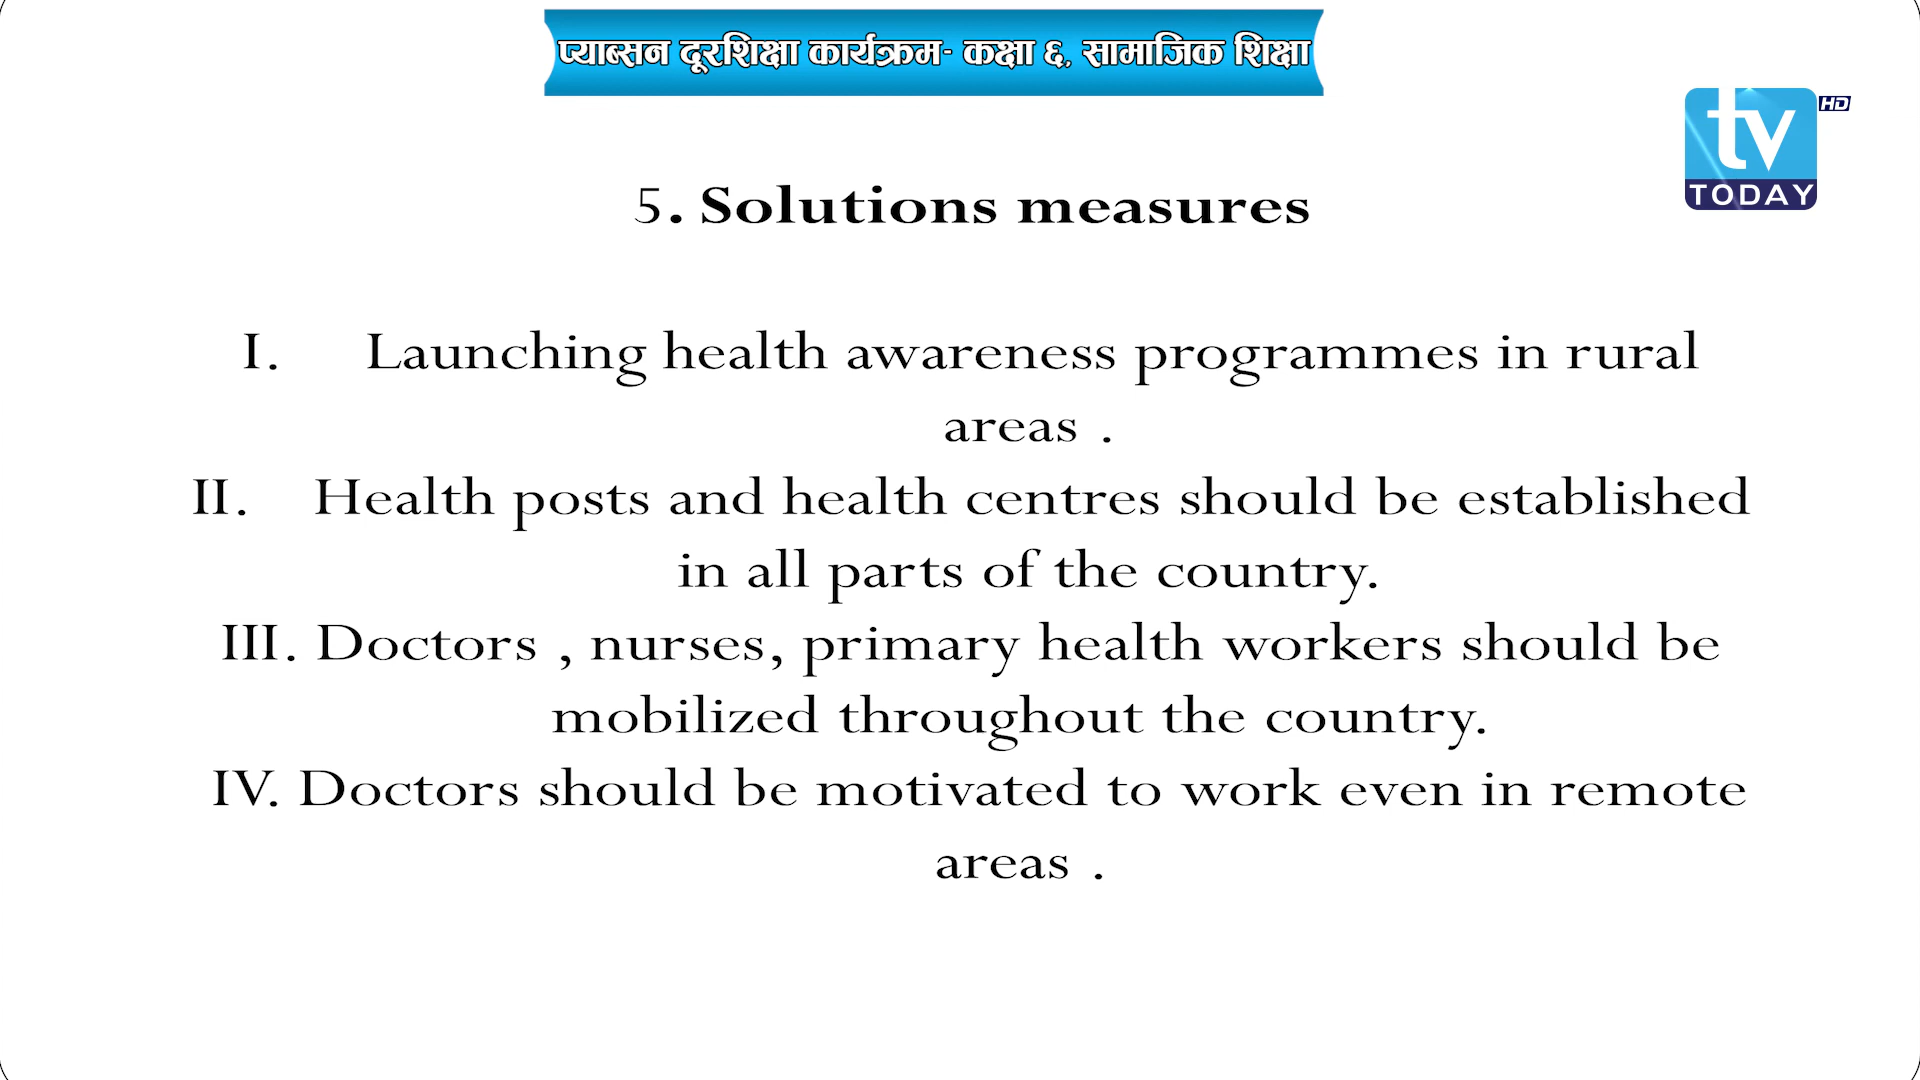 प्याब्सन दूरशिक्षा कार्यक्रम- कक्षा ६, सामाजिक शिक्षा
tv
HD
TODAY
5. Solutions measures
I. Launching health awareness programmes in rural
areas .
II. Health posts and health centres should be established
in all parts of the country.
III. Doctors , nurses, primary health workers should be
mobilized throughout the country.
IV. Doctors should be motivated to work even in remote
areas .